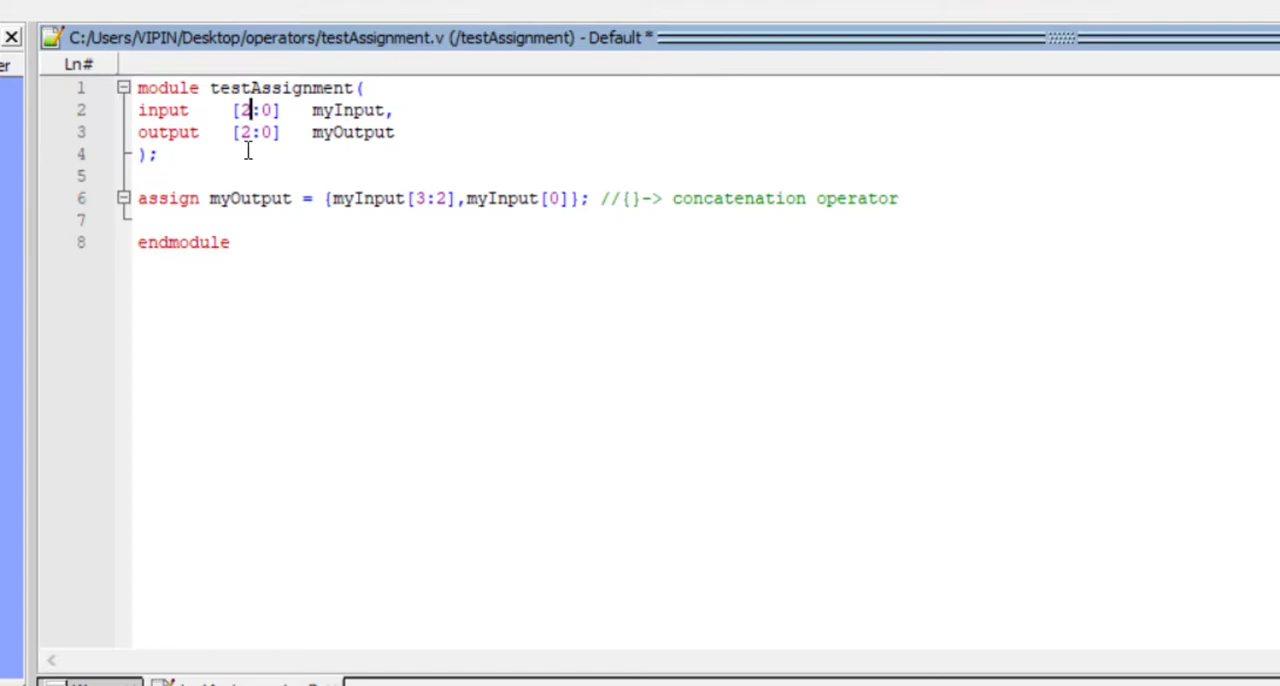 C:/Users/VIPIN/Desktop/operators/testAssignment.v (/testAssignment) - Default *
er
Ln#
1 module testAssignment(
2 input [2:0] myInput,
3 output [2:0] myOutput
4 );
5
6 assign myOutput = {myInput[3:2],myInput[0]}; //{}-> concatenation operator
7
8 endmodule